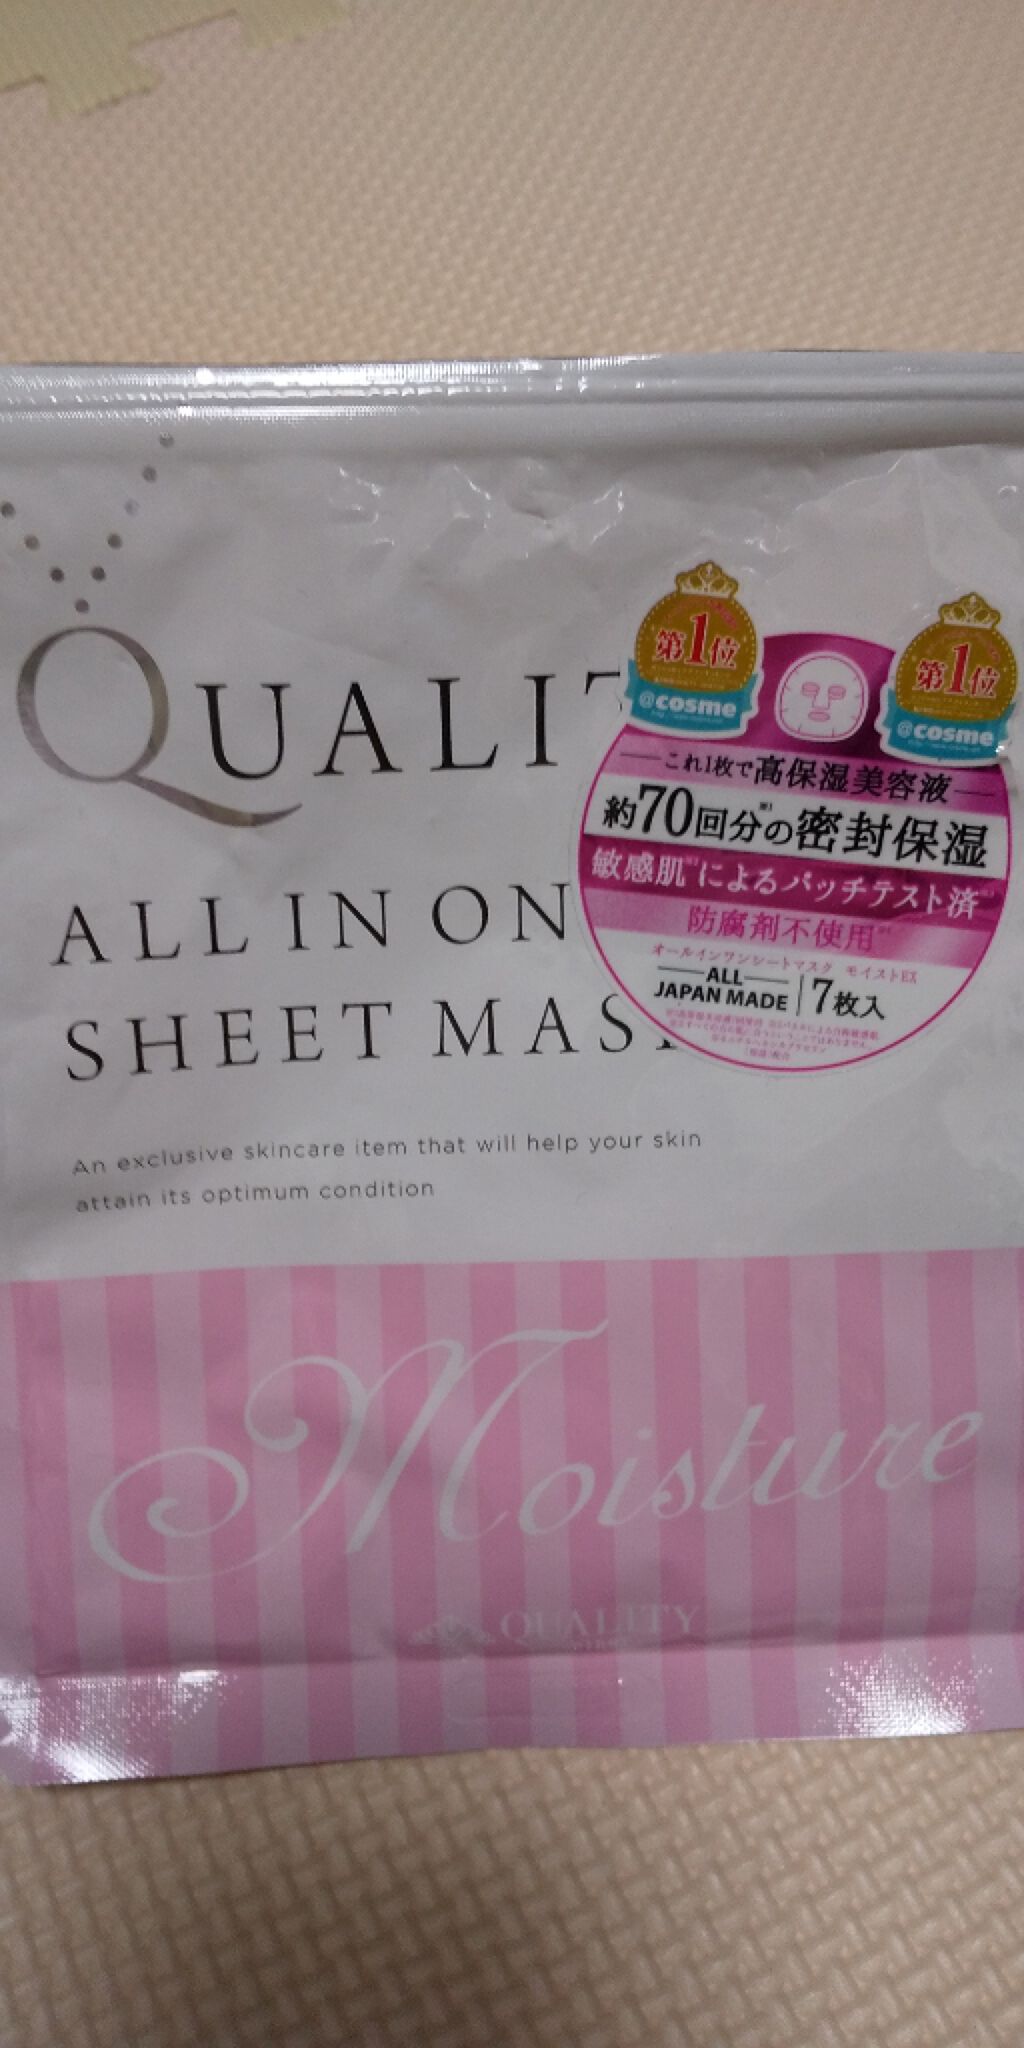 QUALIT
ALL IN ON
SHEET MAS
第1位
@cosme
第1位
@cosme
これ1枚で高保湿美容液
約70回分※1の密封保湿
敏感肌※2によるパッチテスト済※3
防腐剤不使用※4
オールインワンシートマスク モイストEX
ALL
JAPAN MADE
7枚入
An exclusive skincare item that will help your skin
attain its optimum condition
Moisture
QUALITY